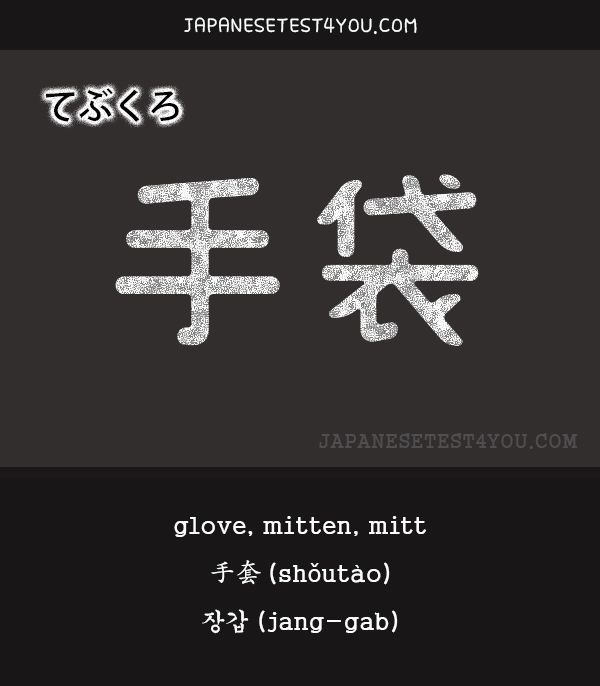 JAPANESETEST4YOU.COM
てぶくろ
手袋
JAPANESETEST4YOU.COM
glove, mitten, mitt
手套 (shǒutào)
장갑 (jang-gab)